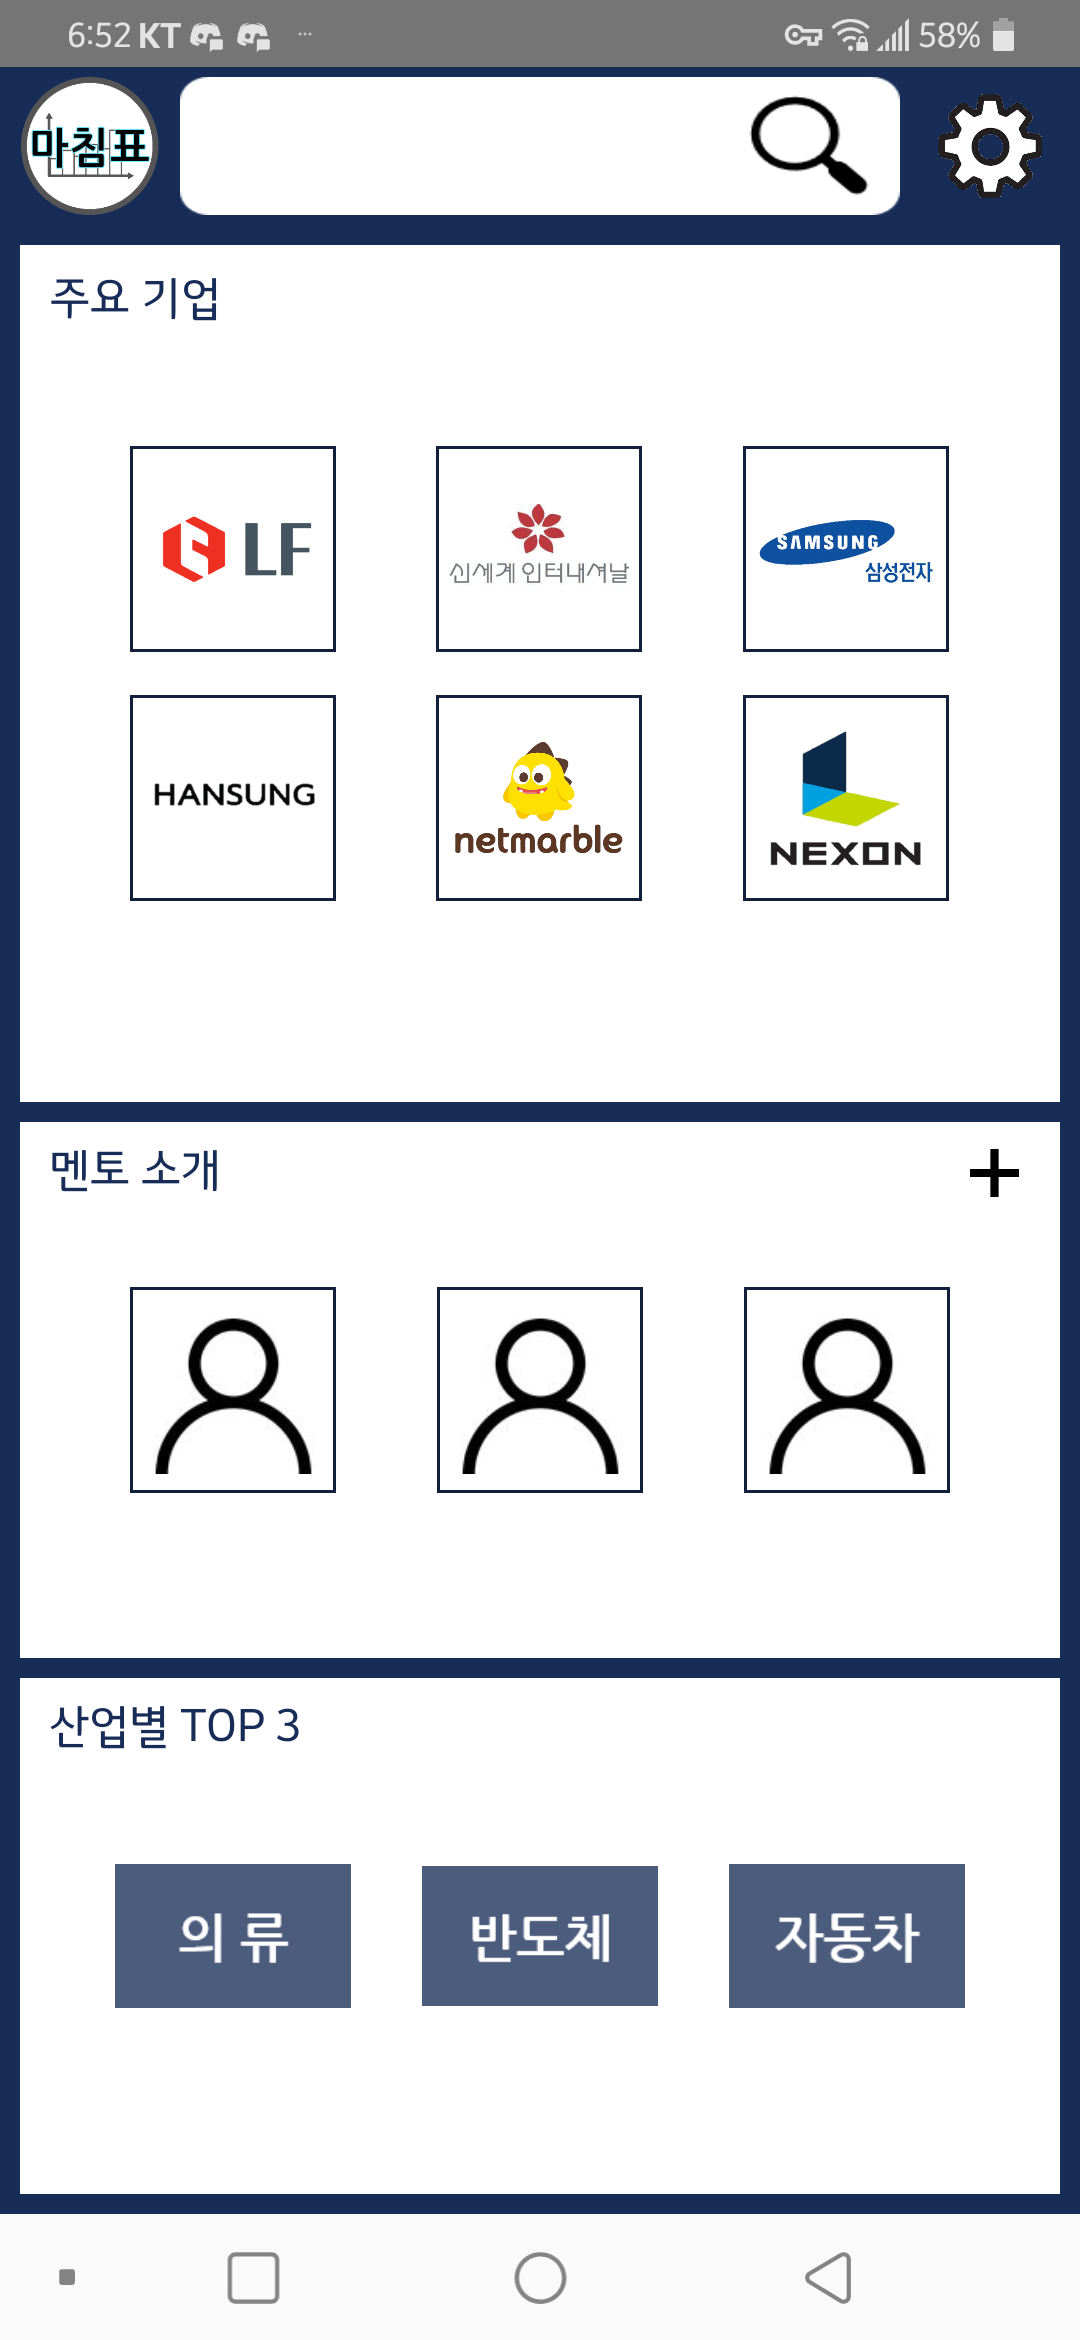 6:52 KT 58%
마침표
주요 기업
LF
신세계 인터내셔날
SAMSUNG
삼성전자
HANSUNG
netmarble
NEXON
멘토 소개
산업별 TOP 3
의 류 반도체 자동차